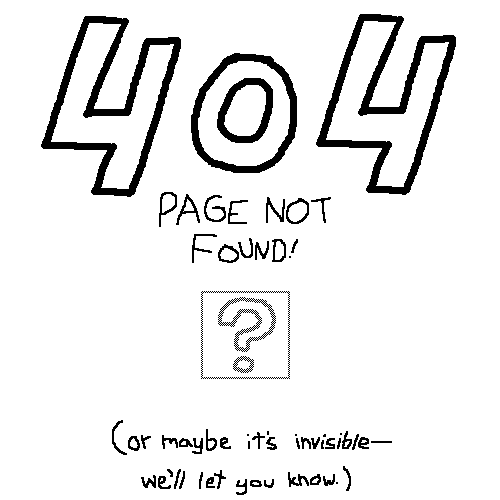 404
PAGE NOT
FOUND!
?
(or maybe it's invisible—
we'll let you know.)